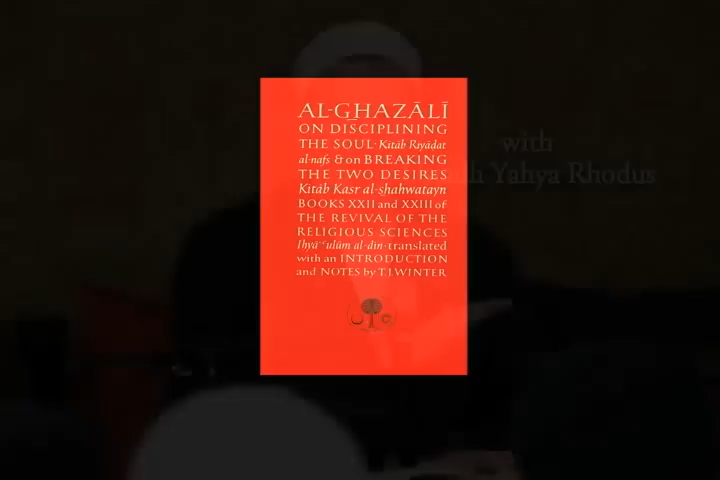 AL-GHAZĀLĪ
ON DISCIPLINING
THE SOUL · Kitāb Riyāḍat
al-nafs & on BREAKING
THE TWO DESIRES
Kitāb Kasr al-shahwatayn
BOOKS XXII and XXIII of
THE REVIVAL OF THE
RELIGIOUS SCIENCES
Iḥyāʾ ʿulūm al-dīn · translated
with an INTRODUCTION
and NOTES by T.J. WINTER
with
Yahya Rhodus